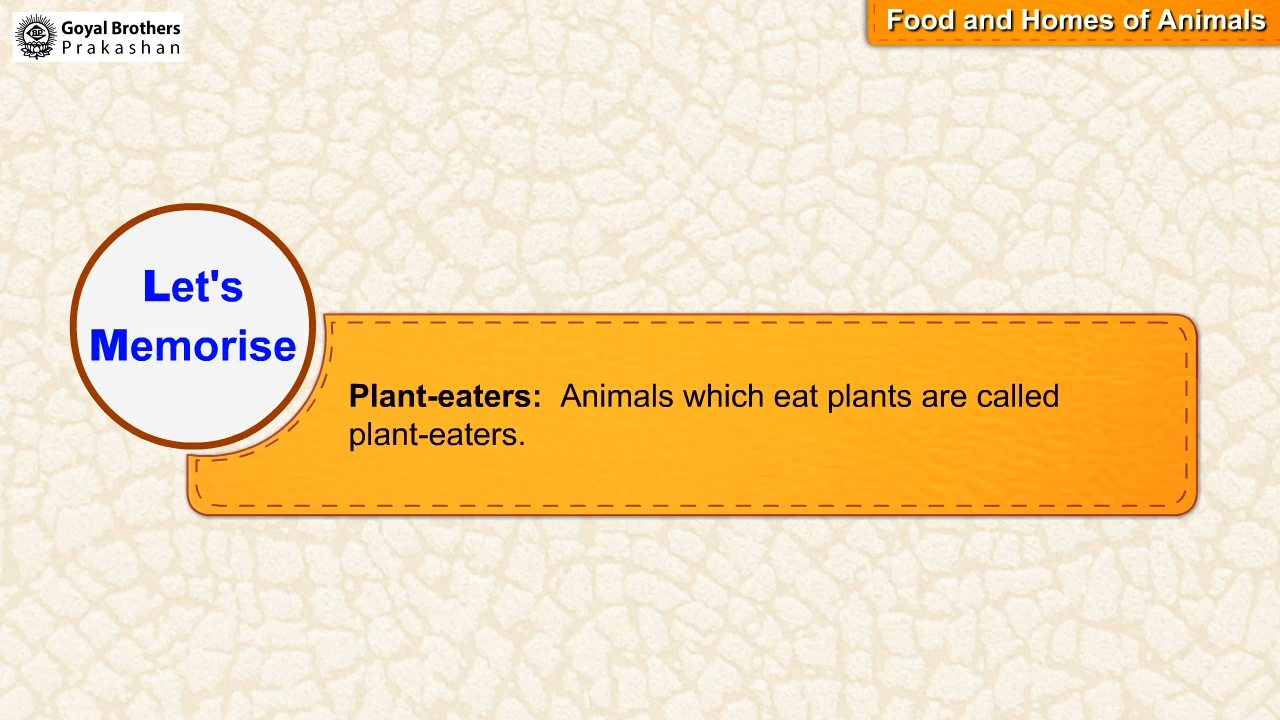 Goyal Brothers
Prakashan
Food and Homes of Animals
Let's
Memorise
Plant-eaters: Animals which eat plants are called
plant-eaters.